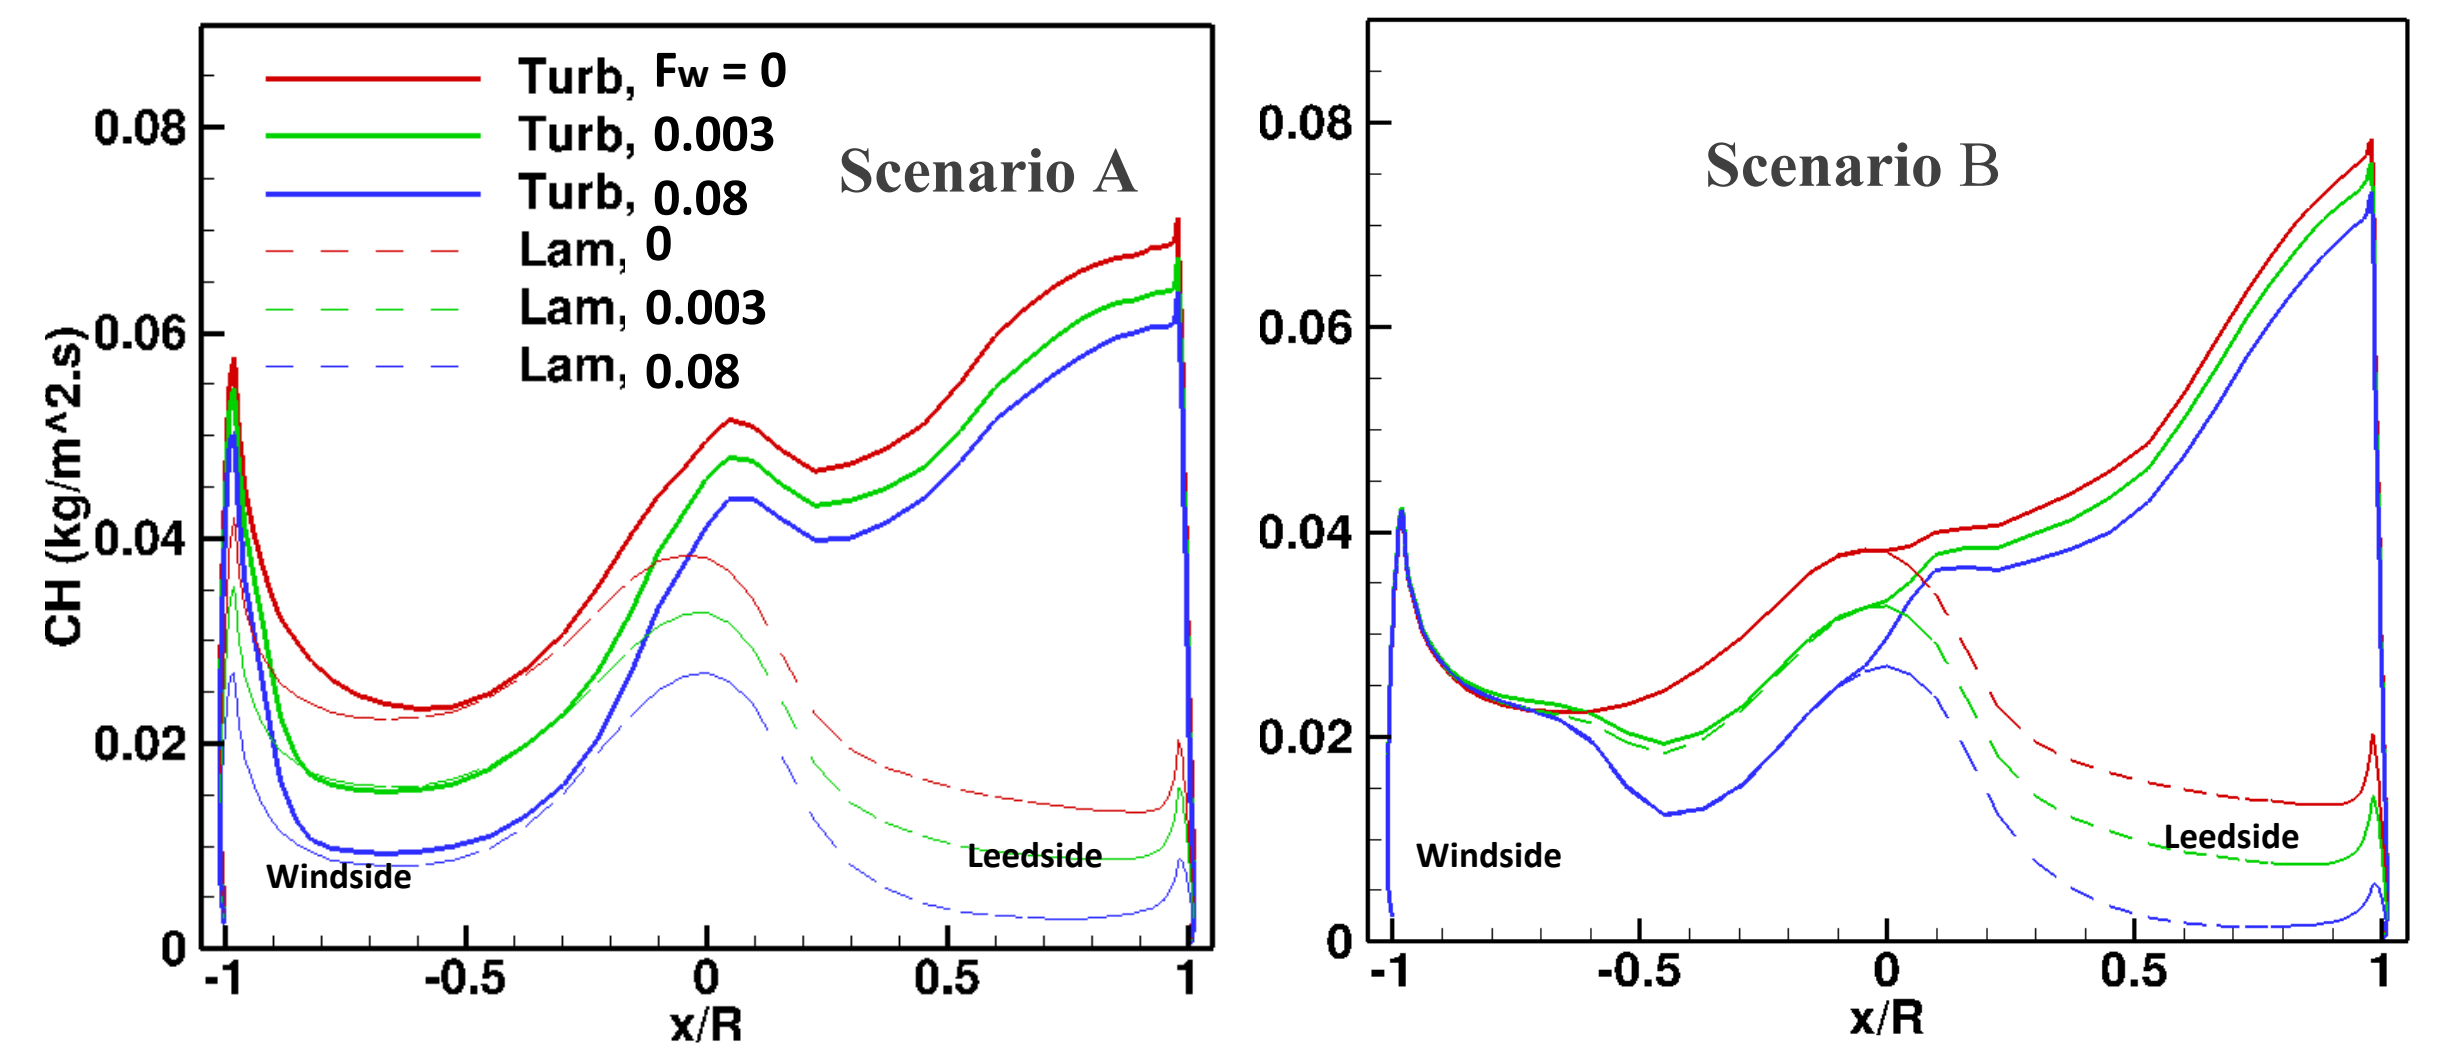 Turb, Fw = 0
Turb, 0.003
Turb, 0.08
Lam, 0
Lam, 0.003
Lam, 0.08
Scenario A
CH (kg/m^2.s)
0.08
0.06
0.04
0.02
0
Windside
Leedside
-1
-0.5
0
0.5
1
x/R
Scenario B
0.08
0.06
0.04
0.02
0
Windside
Leedside
-1
-0.5
0
0.5
1
x/R